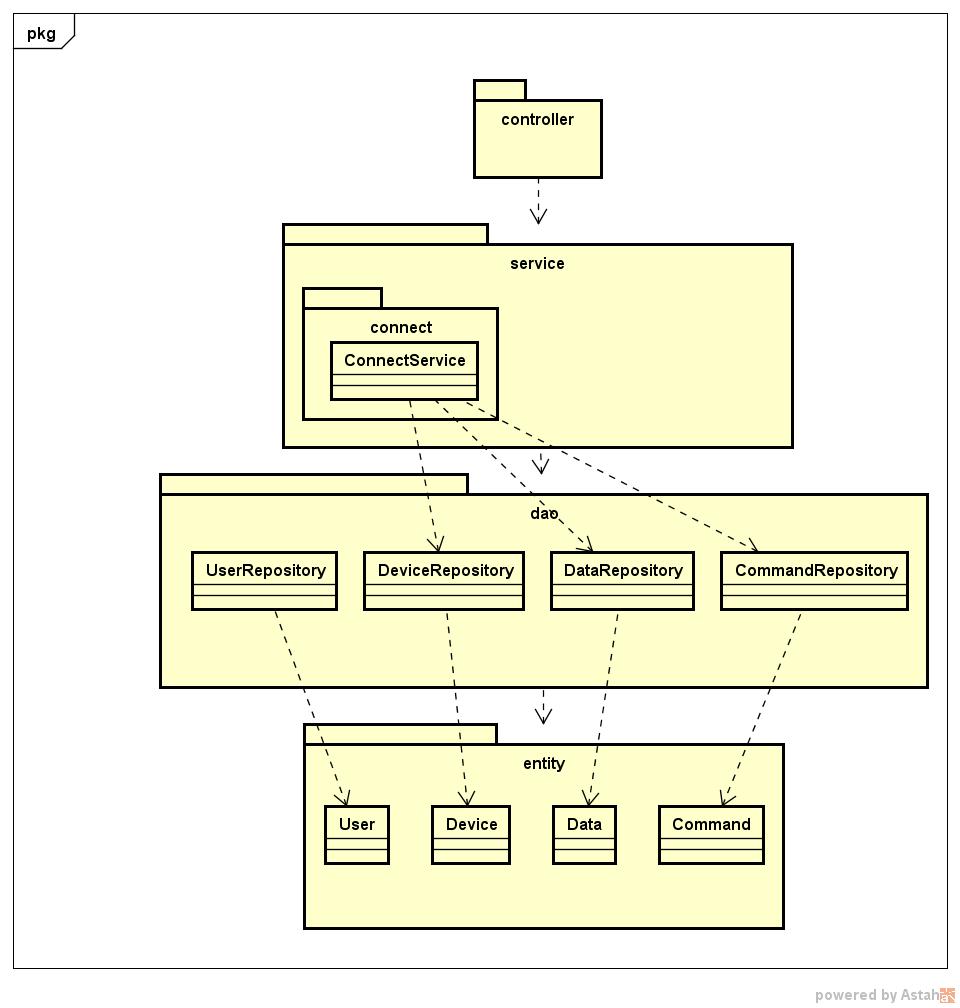 pkg
controller
service
connect
ConnectService
dao
UserRepository
DeviceRepository
DataRepository
CommandRepository
entity
User
Device
Data
Command
powered by Astah